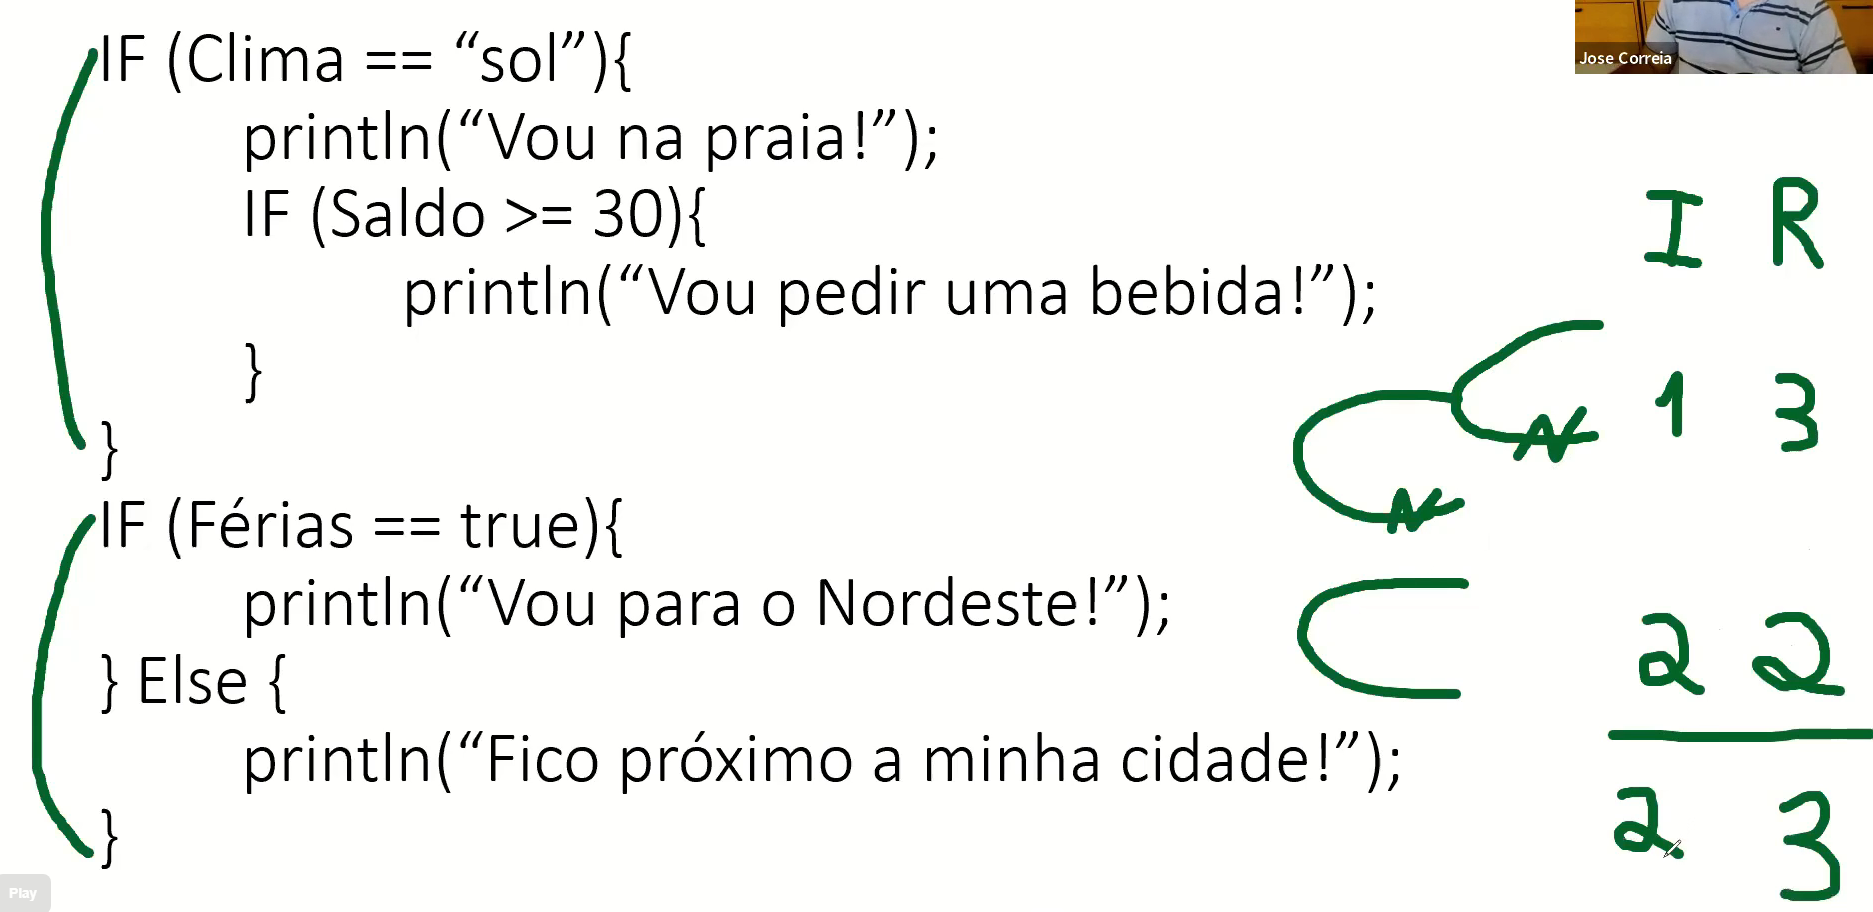 IF (Clima == “sol”){
println(“Vou na praia!”);
IF (Saldo >= 30){
println(“Vou pedir uma bebida!”);
}
}
IF (Férias == true){
println(“Vou para o Nordeste!”);
} Else {
println(“Fico próximo a minha cidade!”);
}
Jose Correia
I R
1 3
N
N
2 2
2 3
Play